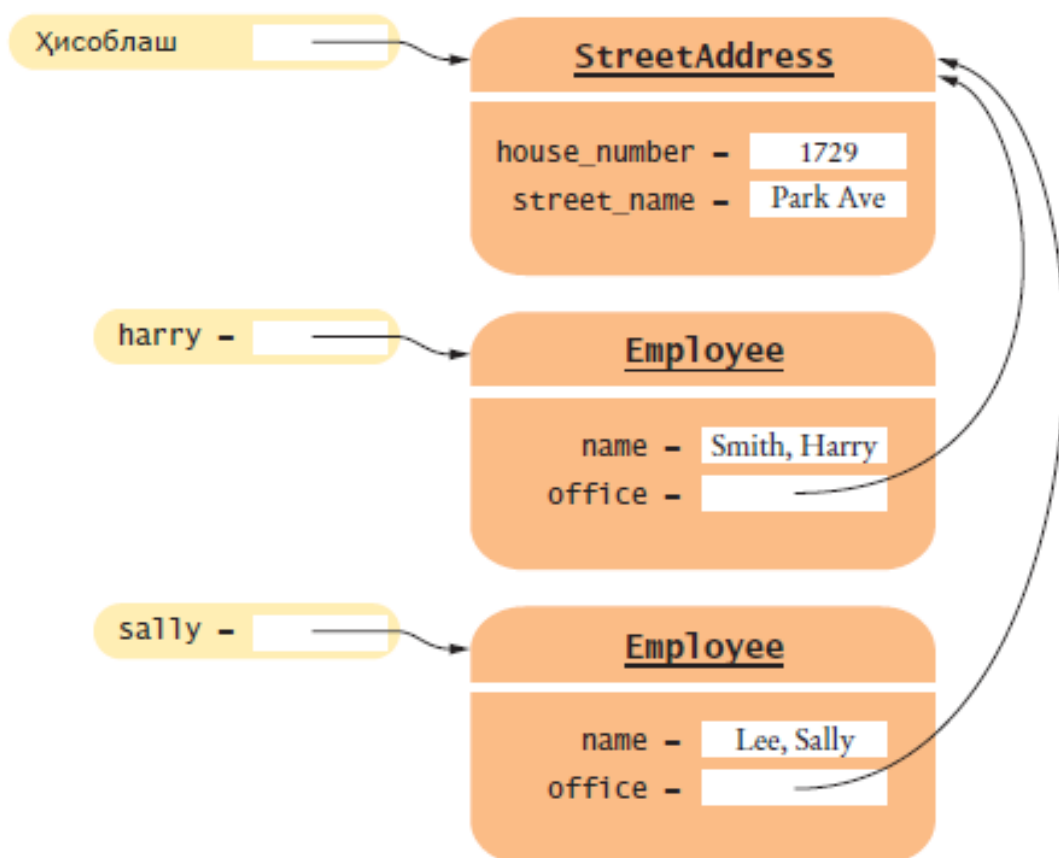 Ҳисоблаш
StreetAddress
house_number – 1729
street_name – Park Ave
harry –
Employee
name – Smith, Harry
office –
sally –
Employee
name – Lee, Sally
office –